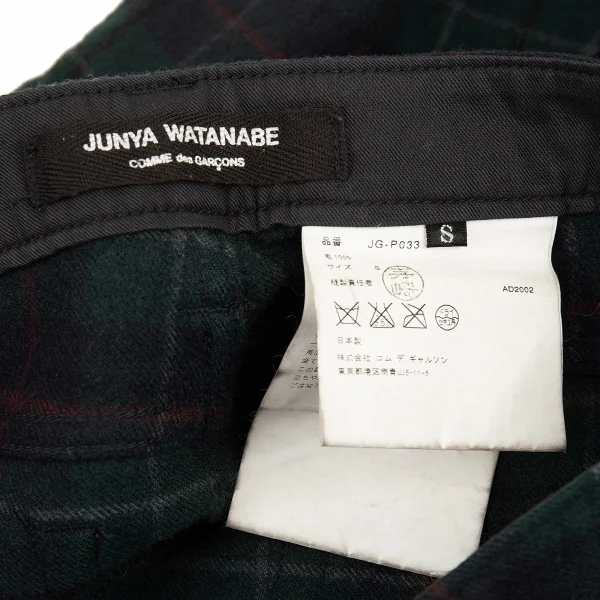 JUNYA WATANABE
COMME des GARÇONS
品番 JG-P033
S
毛 100%
サイズ S
縫製責任者
AD2002
日本製
株式会社 コム デ ギャルソン
東京都港区南青山5-11-5